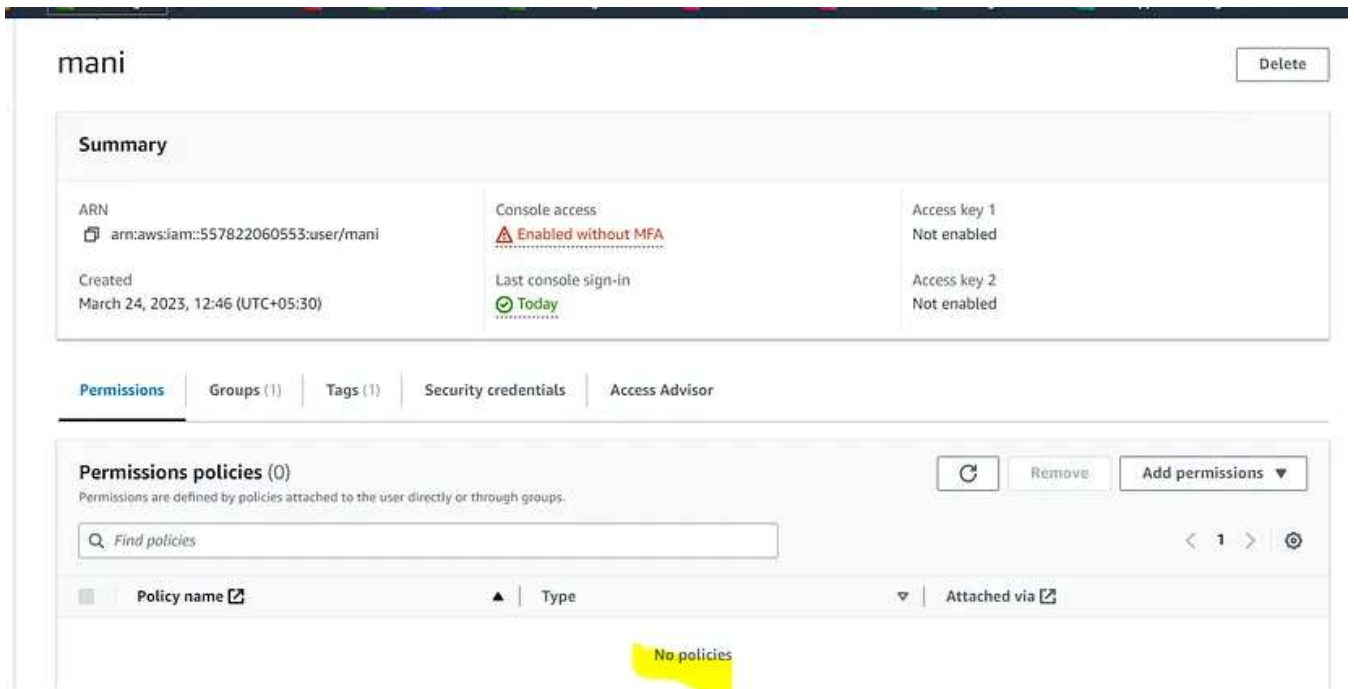 mani
Delete
Summary
ARN
arn:aws:iam::557822060553:user/mani
Console access
Enabled without MFA
Access key 1
Not enabled
Created
March 24, 2023, 12:46 (UTC+05:30)
Last console sign-in
Today
Access key 2
Not enabled
Permissions
Groups (1)
Tags (1)
Security credentials
Access Advisor
Permissions policies (0)
Permissions are defined by policies attached to the user directly or through groups.
Remove
Add permissions
Find policies
1
Policy name
Type
Attached via
No policies